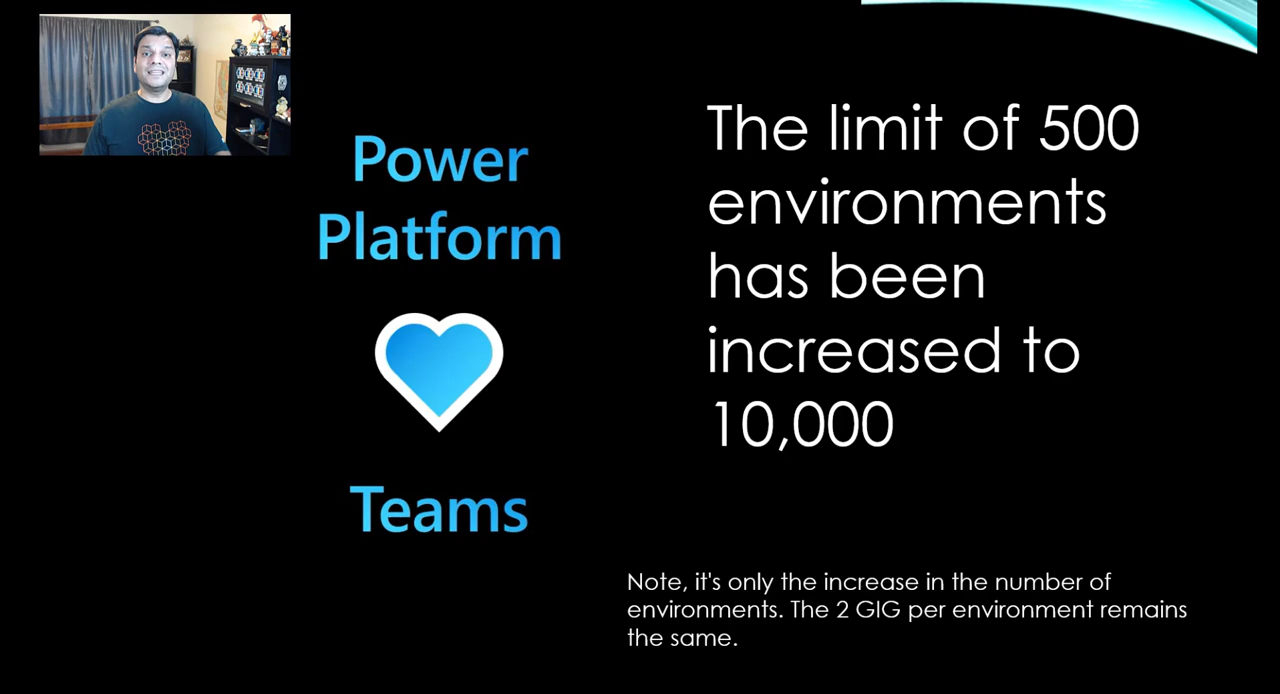 Power
Platform
Teams
The limit of 500
environments
has been
increased to
10,000
Note, it's only the increase in the number of
environments. The 2 GIG per environment remains
the same.